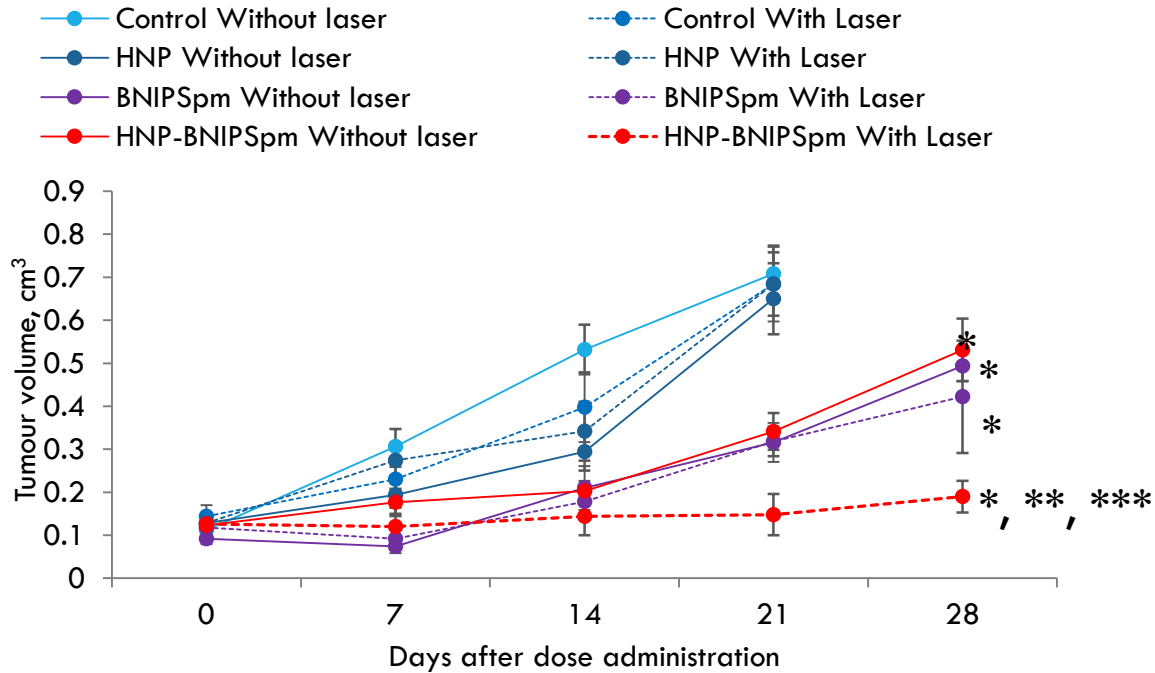 Control Without laser Control With Laser
HNP Without laser HNP With Laser
BNIPSpm Without laser BNIPSpm With Laser
HNP-BNIPSpm Without laser HNP-BNIPSpm With Laser
Tumour volume, cm³
0.9
0.8
0.7
0.6
0.5
0.4
0.3
0.2
0.1
0
*
*
*
*, **, ***
0 7 14 21 28
Days after dose administration